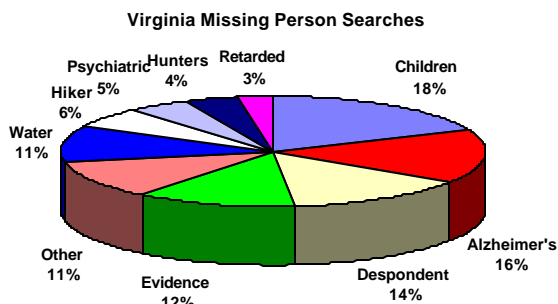 Virginia Missing Person Searches
Retarded
3%
Children
18%
Alzheimer's
16%
Despondent
14%
Evidence
12%
Other
11%
Water
11%
Hiker
6%
Psychiatric
5%
Hunters
4%